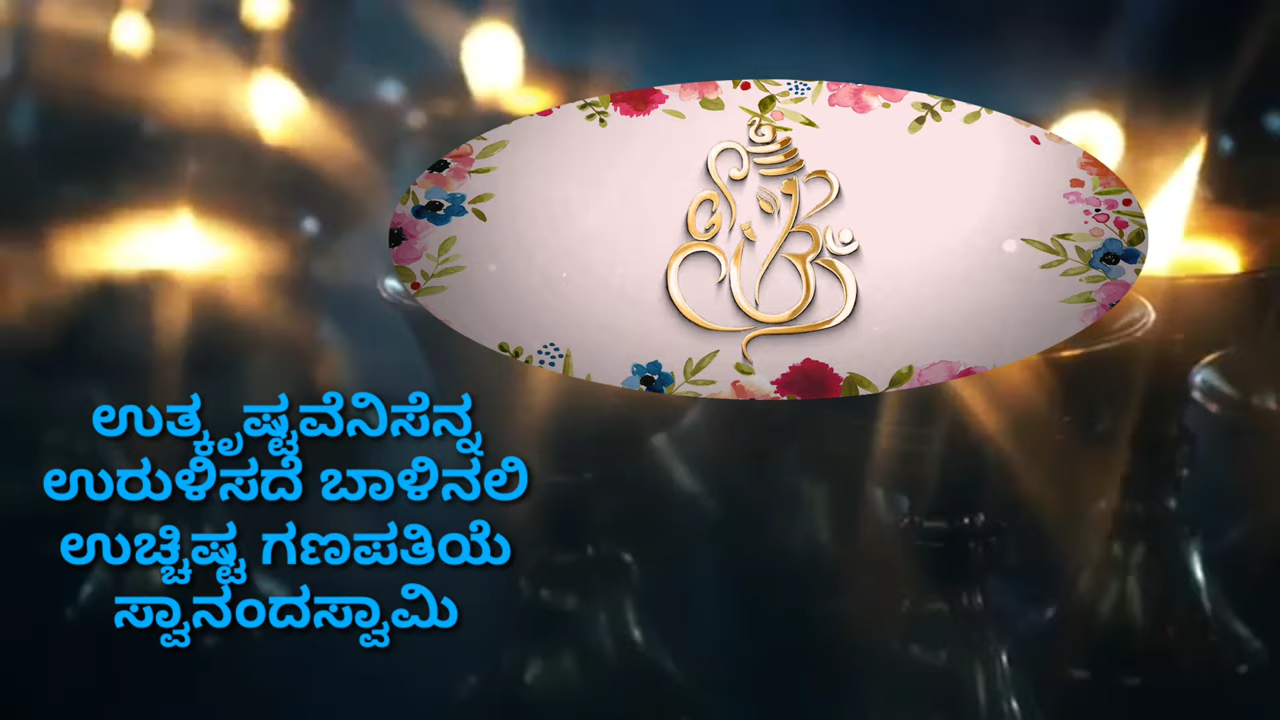 ಉತ್ಕೃಷ್ಟವೆನಿಸೆನ್ನ
ಉರುಳಿಸದೆ ಬಾಳಿನಲಿ
ಉಚ್ಚಿಷ್ಟ ಗಣಪತಿಯೆ
ಸ್ವಾನಂದಸ್ವಾಮಿ